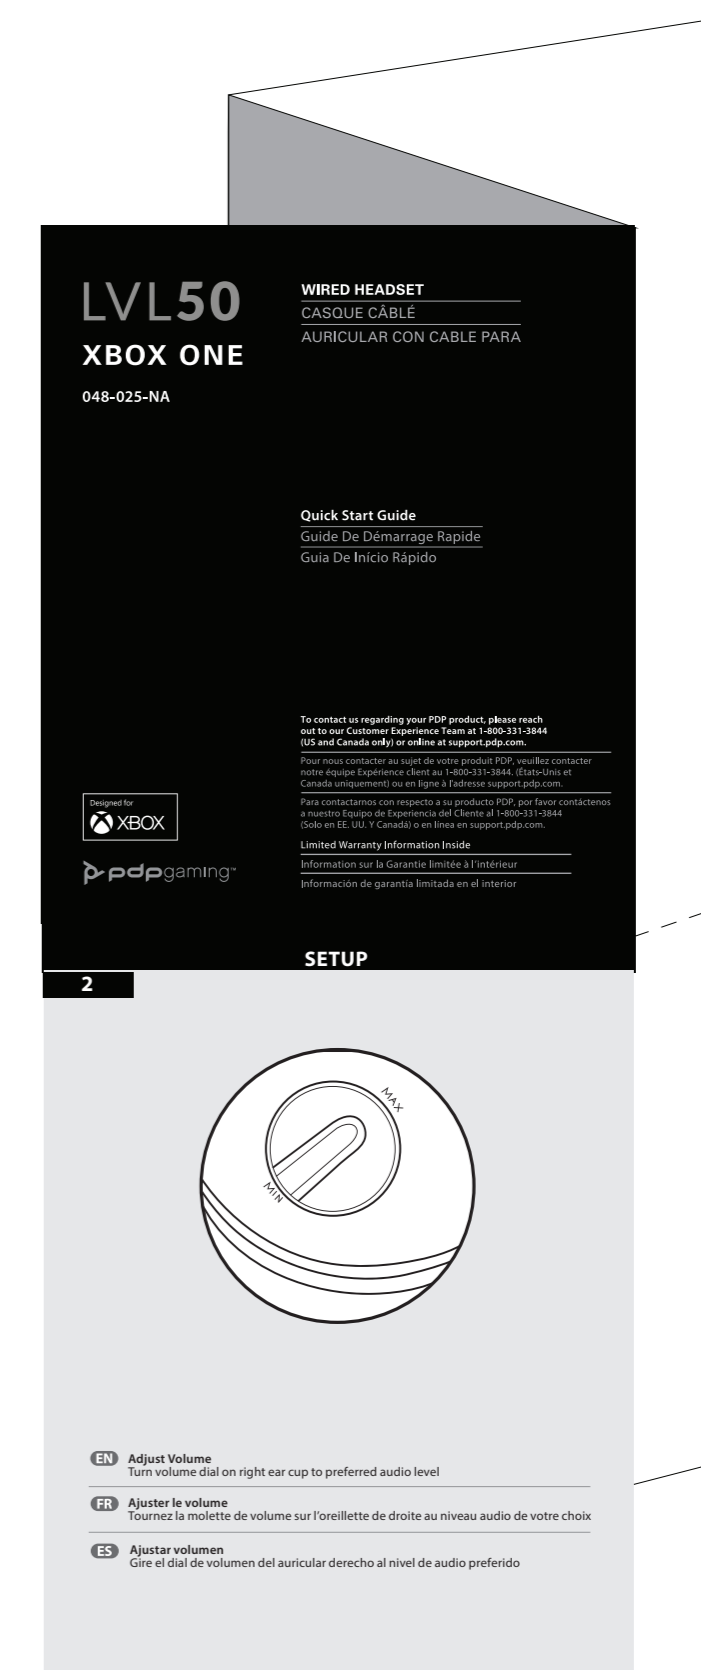 LVL50
XBOX ONE
048-025-NA
WIRED HEADSET
CASQUE CÂBLÉ
AURICULAR CON CABLE PARA
Quick Start Guide
Guide De Démarrage Rapide
Guia De Início Rápido
To contact us regarding your PDP product, please reach
out to our Customer Experience Team at 1-800-331-3844
(US and Canada only) or online at support.pdp.com.
Pour nous contacter au sujet de votre produit PDP, veuillez contacter
notre équipe Expérience client au 1-800-331-3844. (États-Unis et
Canada uniquement) ou en ligne à l'adresse support.pdp.com.
Para contactarnos con respecto a su producto PDP, por favor contáctenos
a nuestro Equipo de Experiencia del Cliente al 1-800-331-3844
(Solo en EE. UU. Y Canadá) o en línea en support.pdp.com.
Limited Warranty Information Inside
Information sur la Garantie limitée à l'intérieur
Información de garantía limitada en el interior
Designed for
XBOX
pdpgaming™
SETUP
2
MAX
MIN
EN Adjust Volume
Turn volume dial on right ear cup to preferred audio level
FR Ajuster le volume
Tournez la molette de volume sur l'oreillette de droite au niveau audio de votre choix
ES Ajustar volumen
Gire el dial de volumen del auricular derecho al nivel de audio preferido